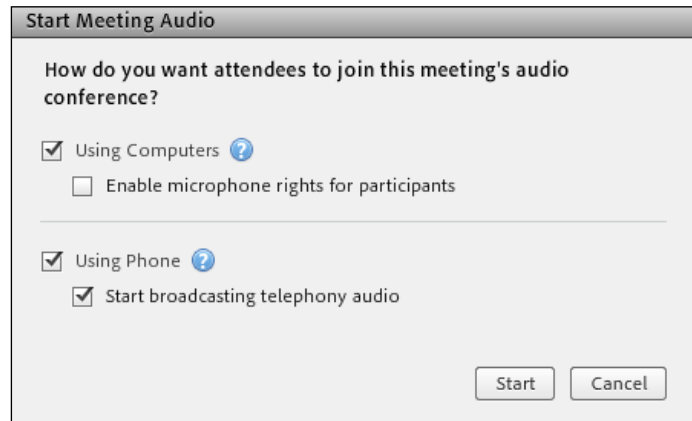 Start Meeting Audio
How do you want attendees to join this meeting's audio
conference?
Using Computers ?
Enable microphone rights for participants
Using Phone ?
Start broadcasting telephony audio
Start Cancel